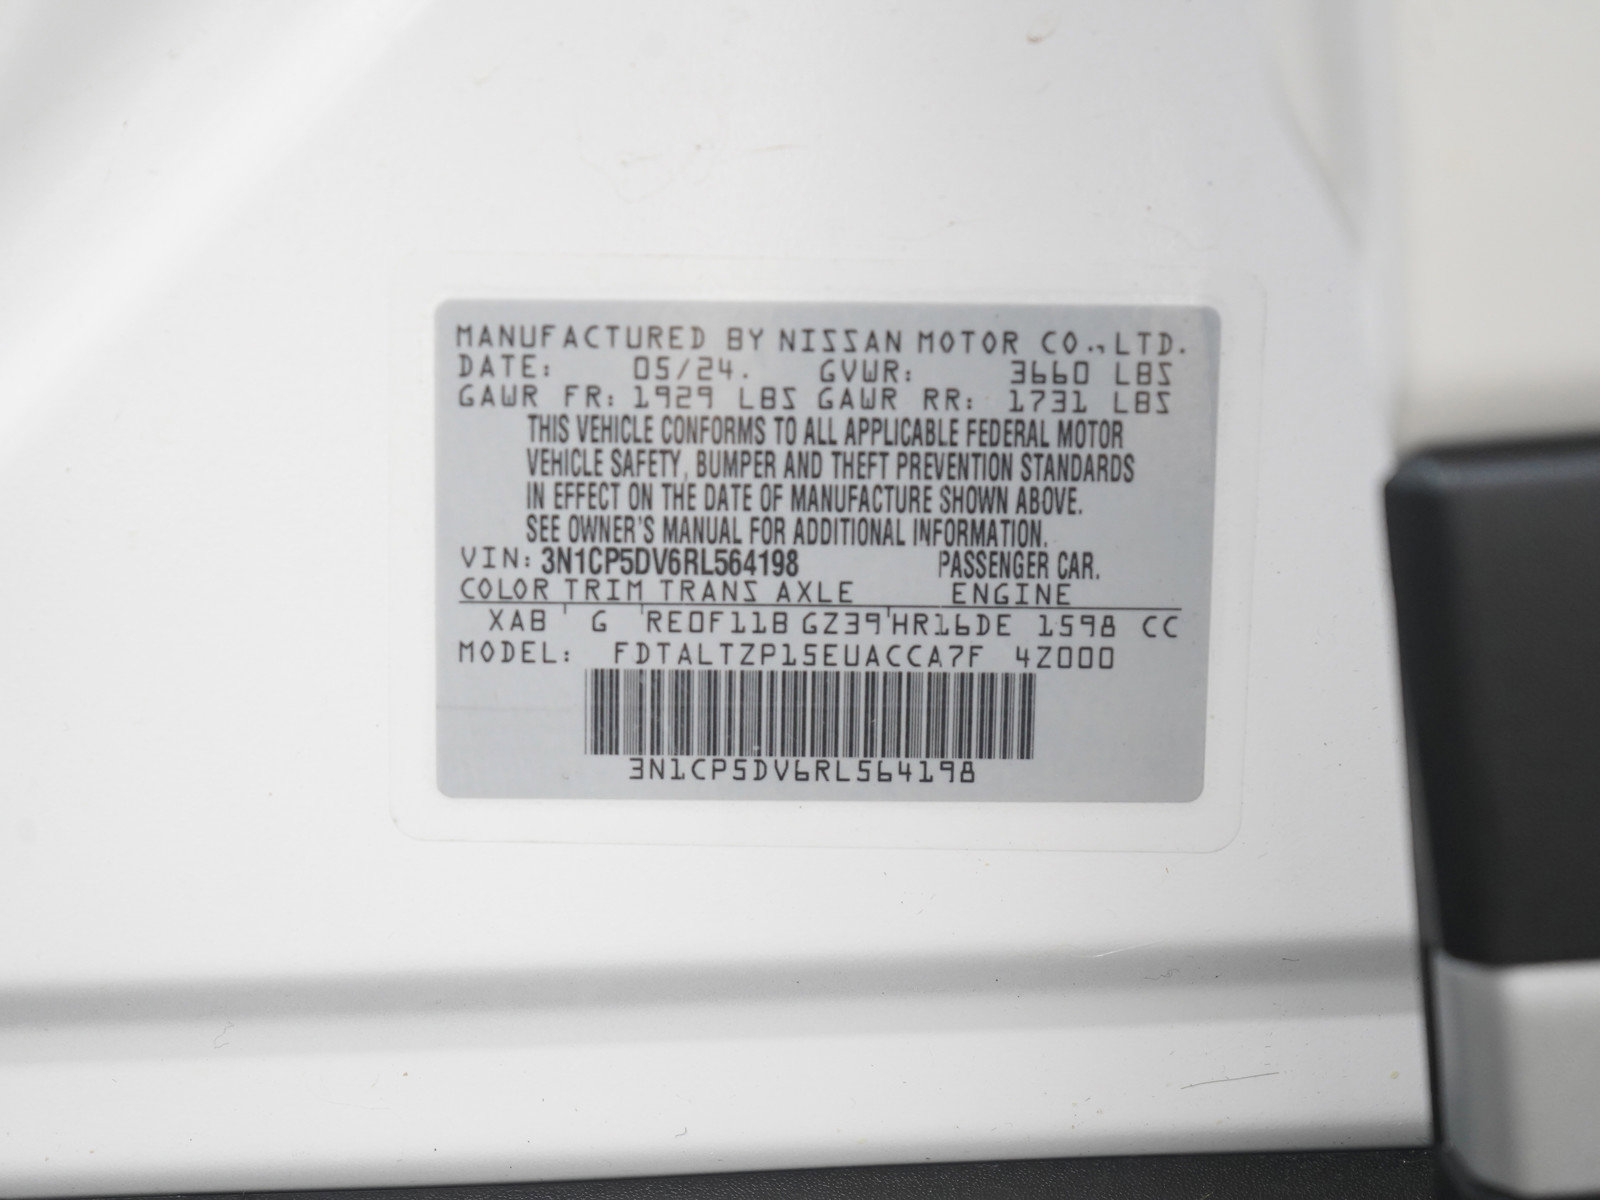 MANUFACTURED BY NISSAN MOTOR CO., LTD.
DATE: 05/24. GVWR: 3660 LBS
GAWR FR: 1929 LBS GAWR RR: 1731 LBS
THIS VEHICLE CONFORMS TO ALL APPLICABLE FEDERAL MOTOR
VEHICLE SAFETY, BUMPER AND THEFT PREVENTION STANDARDS
IN EFFECT ON THE DATE OF MANUFACTURE SHOWN ABOVE.
SEE OWNER'S MANUAL FOR ADDITIONAL INFORMATION.
VIN: 3N1CP5DV6RL564198 PASSENGER CAR.
COLOR TRIM TRANS AXLE ENGINE
XAB G RE0F11B GZ39 HR16DE 1598 CC
MODEL: FDTALTZP15EUACCA7F 4Z000
3N1CP5DV6RL564198